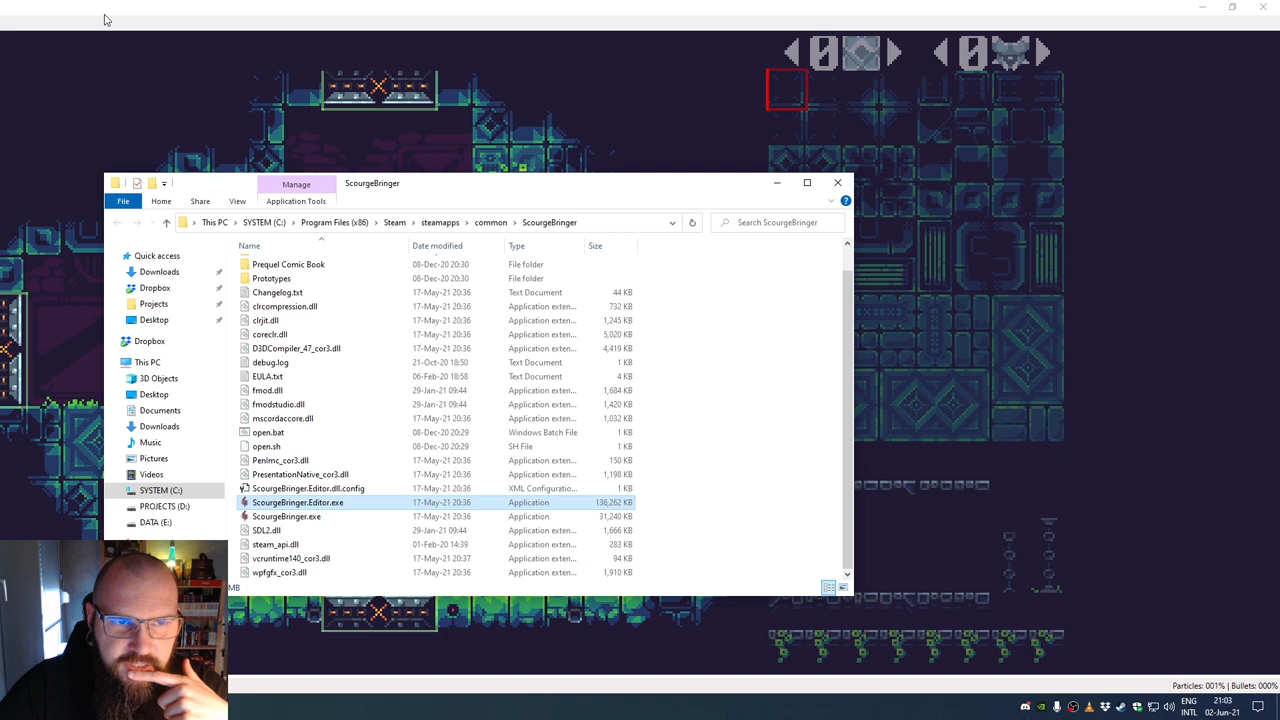 0 0
Manage ScourgeBringer
File Home Share View Application Tools
This PC SYSTEM (C:) Program Files (x86) Steam steamapps common ScourgeBringer Search ScourgeBringer
Name Date modified Type Size
Quick access
Downloads
Dropbox
Projects
Desktop
Dropbox
This PC
3D Objects
Desktop
Documents
Downloads
Music
Pictures
Videos
SYSTEM (C:)
PROJECTS (D:)
DATA (E:)
Prequel Comic Book 08-Dec-20 20:30 File folder
Prototypes 08-Dec-20 20:30 File folder
Changelog.txt 17-May-21 20:36 Text Document 44 KB
clrcompression.dll 17-May-21 20:36 Application exten... 732 KB
clrjit.dll 17-May-21 20:36 Application exten... 1,245 KB
coreclr.dll 17-May-21 20:36 Application exten... 5,020 KB
D3DCompiler_47_cor3.dll 17-May-21 20:36 Application exten... 4,419 KB
debug.log 21-Oct-20 18:50 Text Document 1 KB
EULA.txt 06-Feb-20 18:58 Text Document 4 KB
fmod.dll 29-Jan-21 09:44 Application exten... 1,684 KB
fmodstudio.dll 29-Jan-21 09:44 Application exten... 1,420 KB
mscordaccore.dll 17-May-21 20:36 Application exten... 1,032 KB
open.bat 08-Dec-20 20:29 Windows Batch File 1 KB
open.sh 08-Dec-20 20:29 SH File 1 KB
PenImc_cor3.dll 17-May-21 20:36 Application exten... 150 KB
PresentationNative_cor3.dll 17-May-21 20:36 Application exten... 1,198 KB
ScourgeBringer.Editor.dll.config 17-May-21 20:36 XML Configuratio... 1 KB
ScourgeBringer.Editor.exe 17-May-21 20:36 Application 136,262 KB
ScourgeBringer.exe 17-May-21 20:36 Application 31,240 KB
SDL2.dll 29-Jan-21 09:44 Application exten... 1,666 KB
steam_api.dll 01-Feb-20 14:39 Application exten... 283 KB
vcruntime140_cor3.dll 17-May-21 20:37 Application exten... 94 KB
wpfgfx_cor3.dll 17-May-21 20:36 Application exten... 1,910 KB
MB
Particles: 001% | Bullets: 000%
ENG 21:03
INTL 02-Jun-21